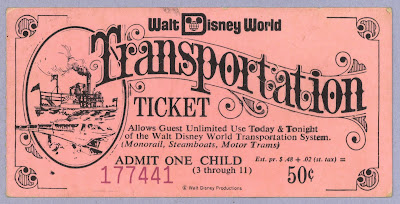 Walt Disney World
Transportation
TICKET
Allows Guest Unlimited Use Today & Tonight
of the Walt Disney World Transportation System.
(Monorail, Steamboats, Motor Trams)
ADMIT ONE CHILD
Est. pr. $ .48 + .02 (st. tax) =
177441
(3 through 11)
50¢
© Walt Disney Productions